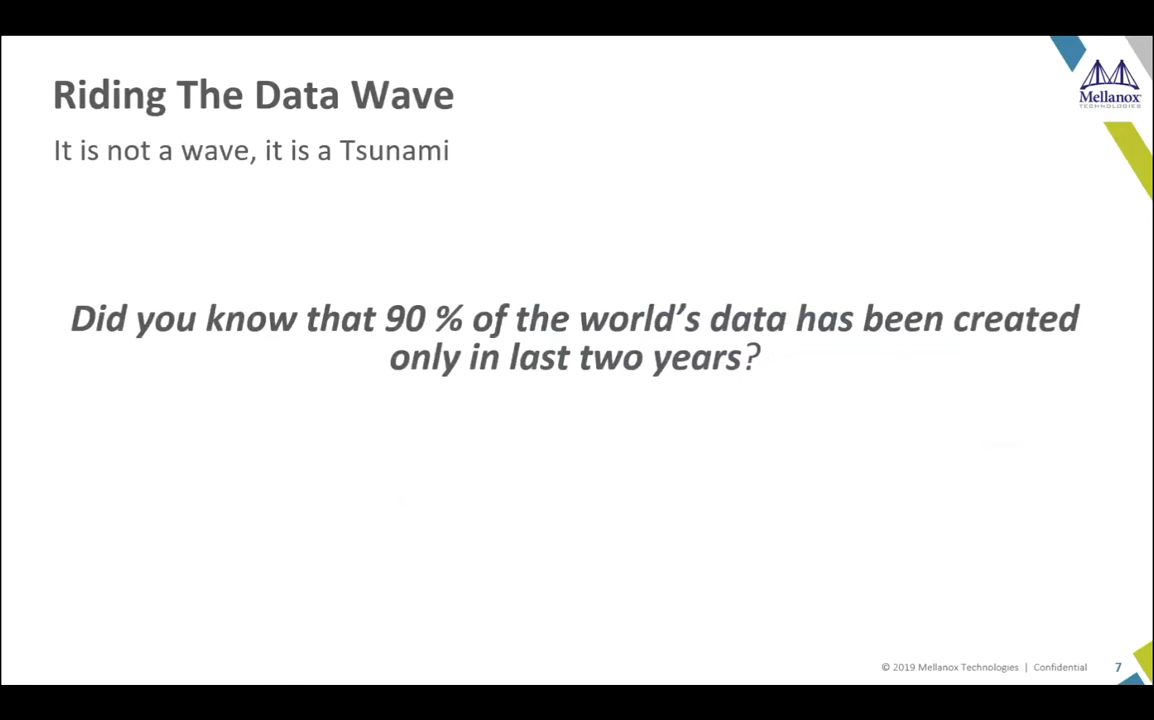 Riding The Data Wave
It is not a wave, it is a Tsunami
Mellanox
TECHNOLOGIES
Did you know that 90 % of the world’s data has been created
only in last two years?
© 2019 Mellanox Technologies | Confidential 7